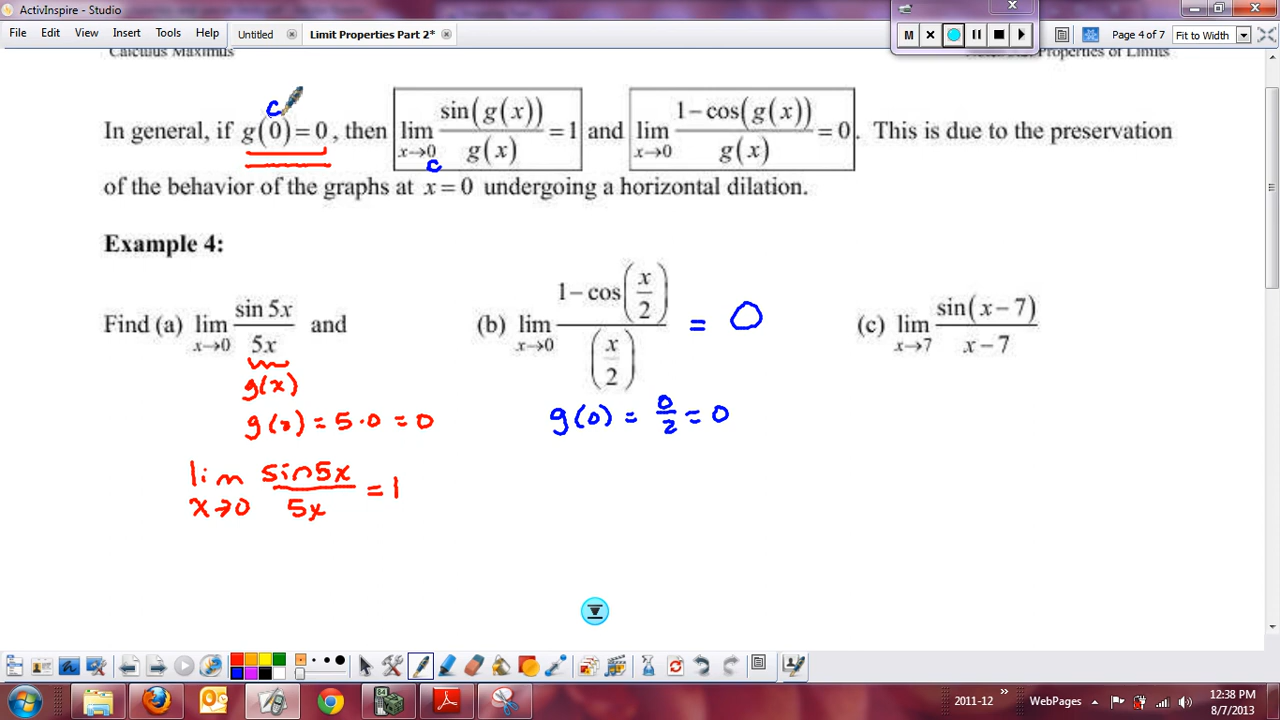 ActivInspire - Studio
File Edit View Insert Tools Help Untitled Limit Properties Part 2* Page 4 of 7 Fit to Width
M
Calculus Maximus Properties of Limits
c
In general, if g(0) = 0, then lim x→0 sin(g(x))/g(x) = 1 and lim x→0 1−cos(g(x))/g(x) = 0. This is due to the preservation
c
of the behavior of the graphs at x = 0 undergoing a horizontal dilation.
Example 4:
Find (a) lim x→0 sin 5x/5x and (b) lim x→0 1−cos(x/2)/(x/2) = 0 (c) lim x→7 sin(x−7)/x−7
g(x)
g(0) = 5·0 = 0 g(0) = 0/2 = 0
lim x→0 sin5x/5x = 1
2011-12 » WebPages 12:38 PM
8/7/2013